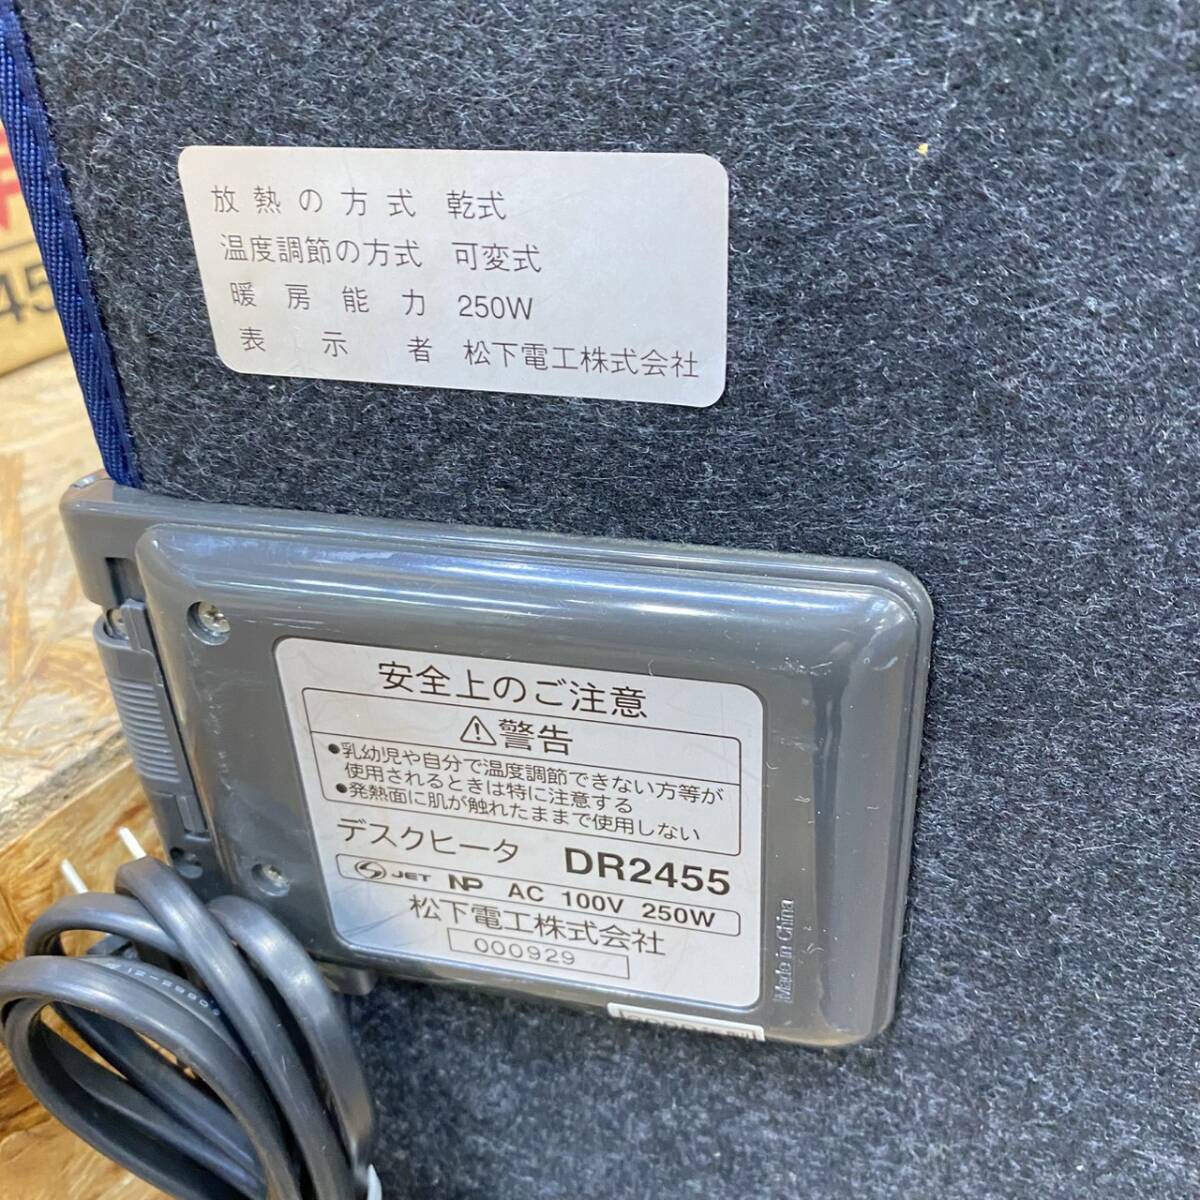 放熱の方式 乾式
温度調節の方式 可変式
暖房能力 250W
表示者 松下電工株式会社
45
安全上のご注意
⚠警告
●乳幼児や自分で温度調節できない方等が
使用されるときは特に注意する
●発熱面に肌が触れたままで使用しない
デスクヒータ DR2455
JET NP AC 100V 250W
松下電工株式会社
000929
Made in China